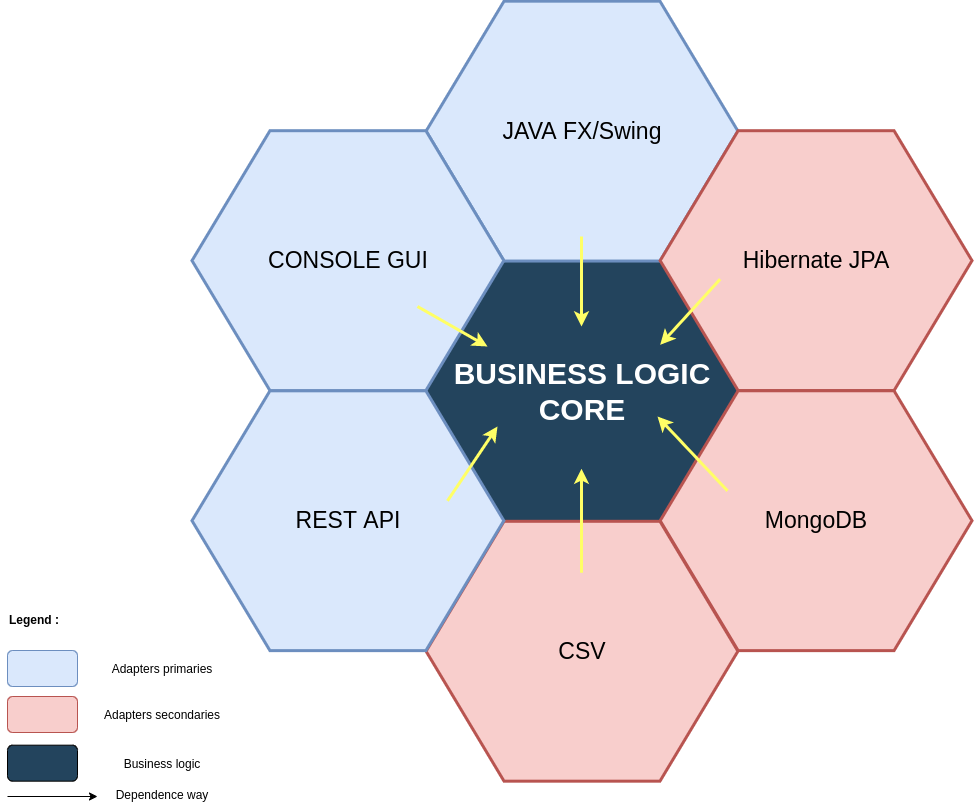 JAVA FX/Swing
CONSOLE GUI
Hibernate JPA
BUSINESS LOGIC
CORE
REST API
MongoDB
CSV
Legend :
Adapters primaries
Adapters secondaries
Business logic
Dependence way